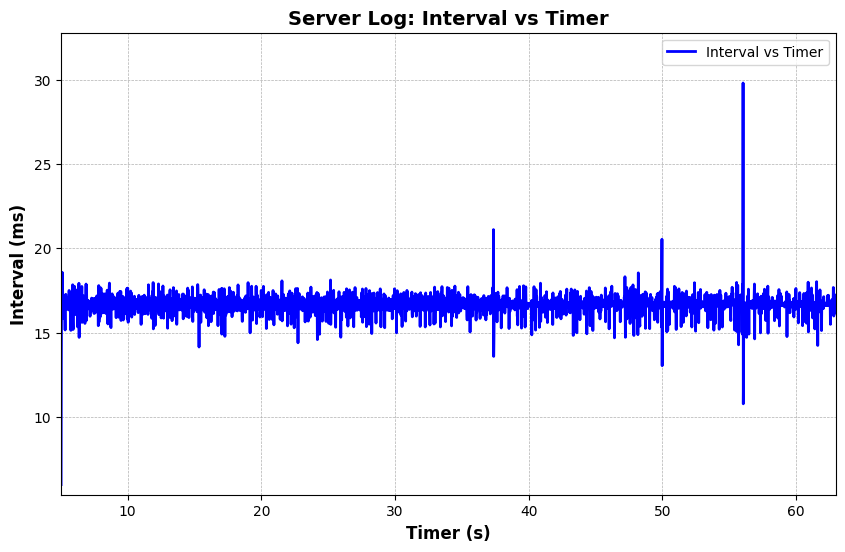 Server Log: Interval vs Timer
Interval vs Timer
30
25
20
15
10
Interval (ms)
10 20 30 40 50 60
Timer (s)